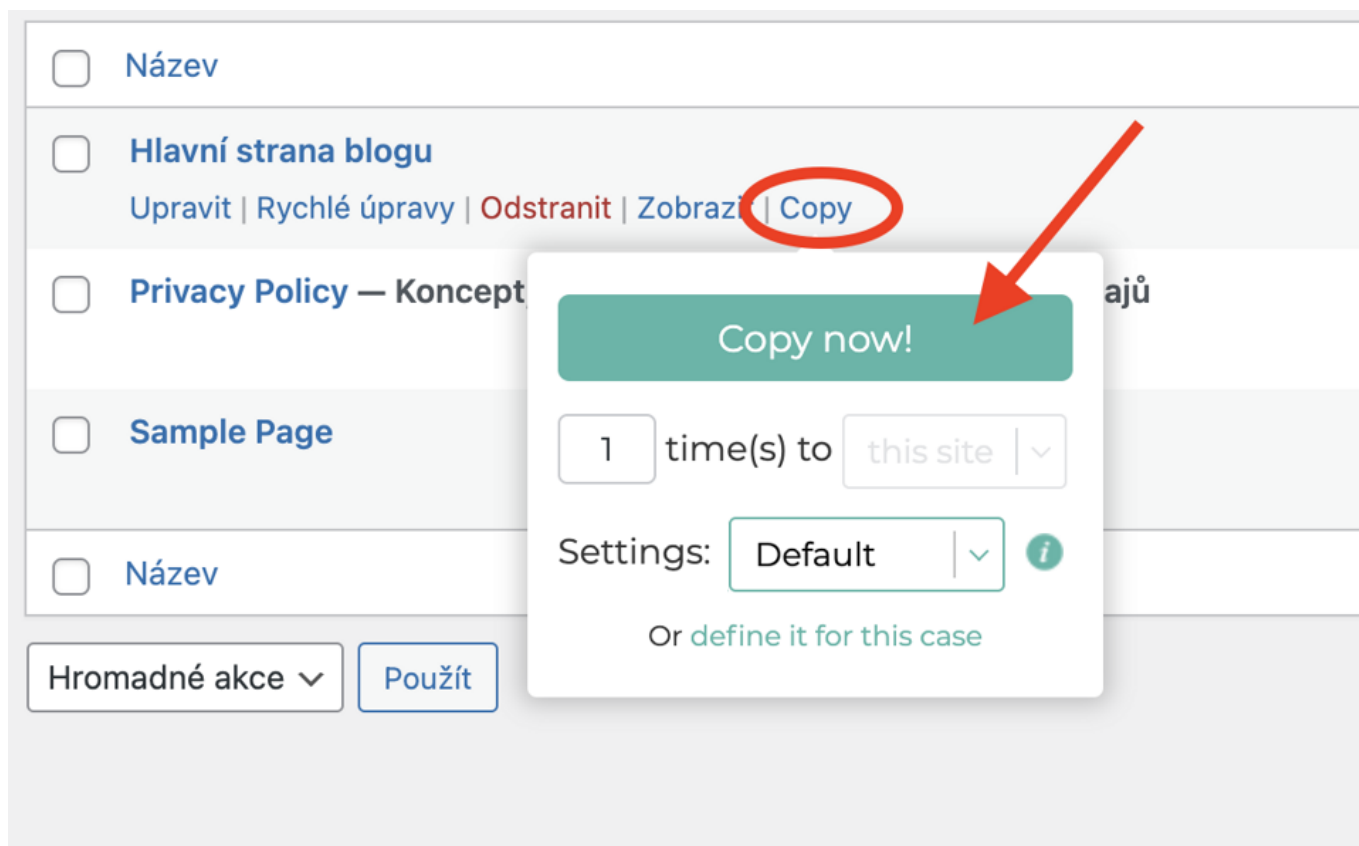 Název
Hlavní strana blogu
Upravit | Rychlé úpravy | Odstranit | Zobrazit | Copy
Privacy Policy — Koncept, ajů
Copy now!
Sample Page
1 time(s) to this site
Settings: Default i
Název
Or define it for this case
Hromadné akce Použít